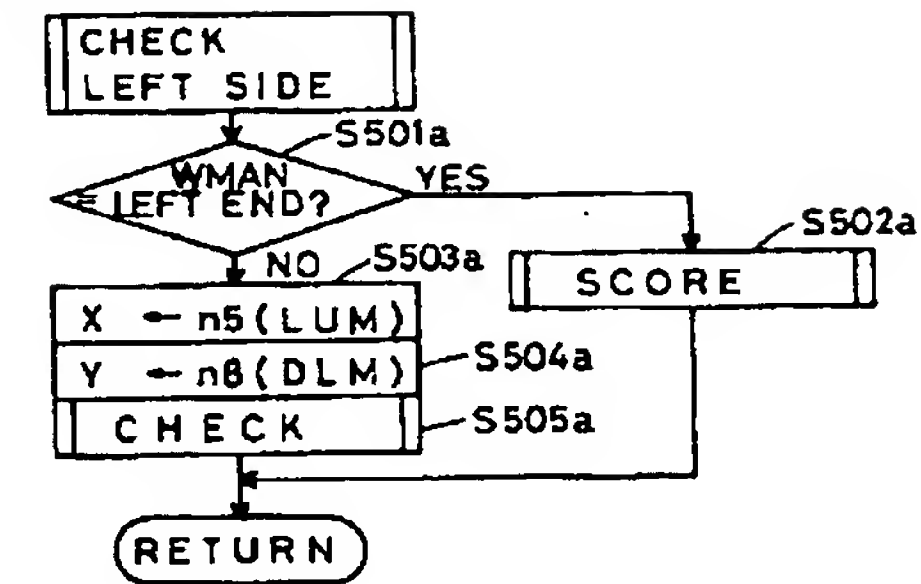 CHECK
LEFT SIDE
S501a
WMAN
= LEFT END?
YES
S502a
SCORE
NO
S503a
X ← n5(LUM)
Y ← n8(DLM)
S504a
CHECK
S505a
RETURN